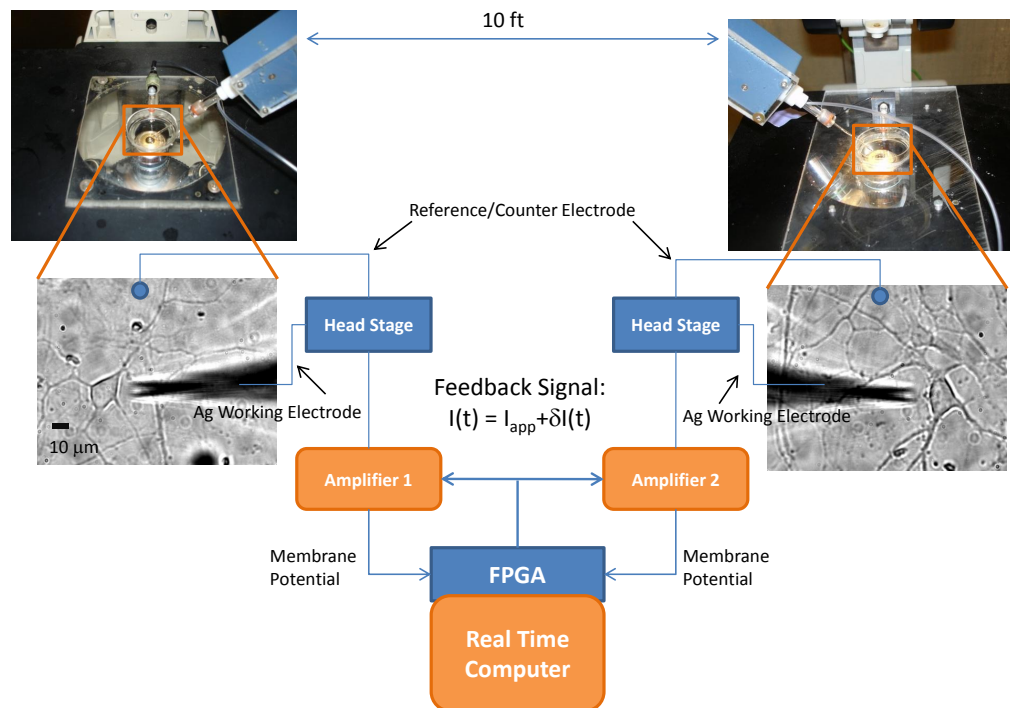 10 ft
Reference/Counter Electrode
Head Stage
Head Stage
Ag Working Electrode
Feedback Signal:
I(t) = Iapp+δI(t)
Ag Working Electrode
10 μm
Amplifier 1
Amplifier 2
Membrane
Potential
Membrane
Potential
FPGA
Real Time
Computer